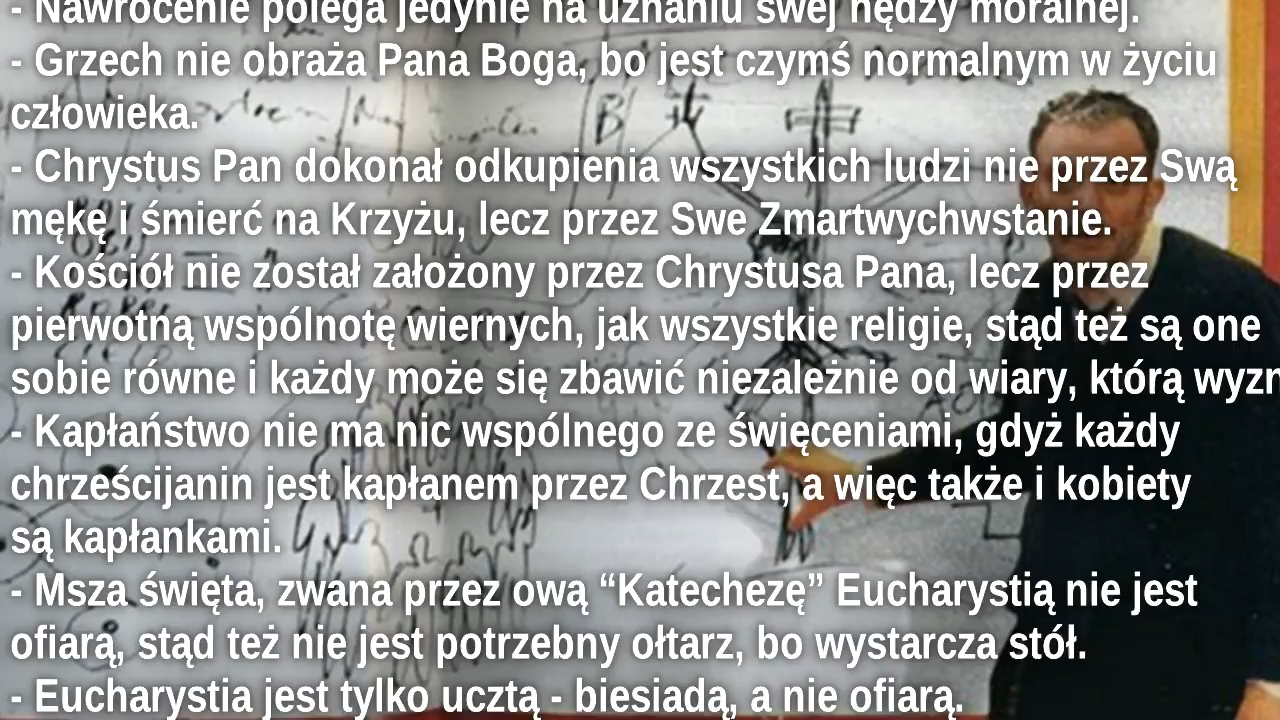 - Nawrócenie polega jedynie na uznaniu swej nędzy moralnej.
- Grzech nie obraża Pana Boga, bo jest czymś normalnym w życiu
człowieka.
- Chrystus Pan dokonał odkupienia wszystkich ludzi nie przez Swą
mękę i śmierć na Krzyżu, lecz przez Swe Zmartwychwstanie.
- Kościół nie został założony przez Chrystusa Pana, lecz przez
pierwotną wspólnotę wiernych, jak wszystkie religie, stąd też są one
sobie równe i każdy może się zbawić niezależnie od wiary, którą wyzn
- Kapłaństwo nie ma nic wspólnego ze święceniami, gdyż każdy
chrześcijanin jest kapłanem przez Chrzest, a więc także i kobiety
są kapłankami.
- Msza święta, zwana przez ową “Katechezę” Eucharystią nie jest
ofiarą, stąd też nie jest potrzebny ołtarz, bo wystarcza stół.
- Eucharystia jest tylko ucztą - biesiadą, a nie ofiarą.